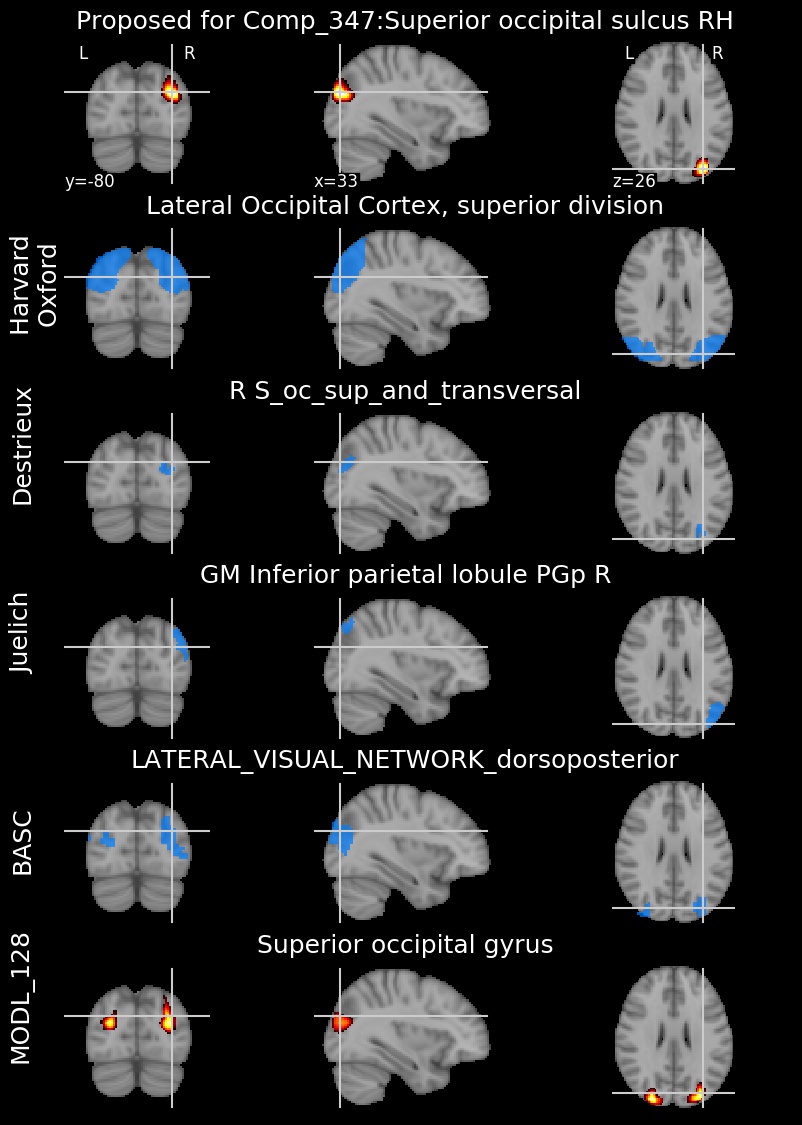 Proposed for Comp_347:Superior occipital sulcus RH
L R L R
y=-80 x=33 z=26
Lateral Occipital Cortex, superior division
Harvard
Oxford
R S_oc_sup_and_transversal
Destrieux
GM Inferior parietal lobule PGp R
Juelich
LATERAL_VISUAL_NETWORK_dorsoposterior
BASC
Superior occipital gyrus
MODL_128